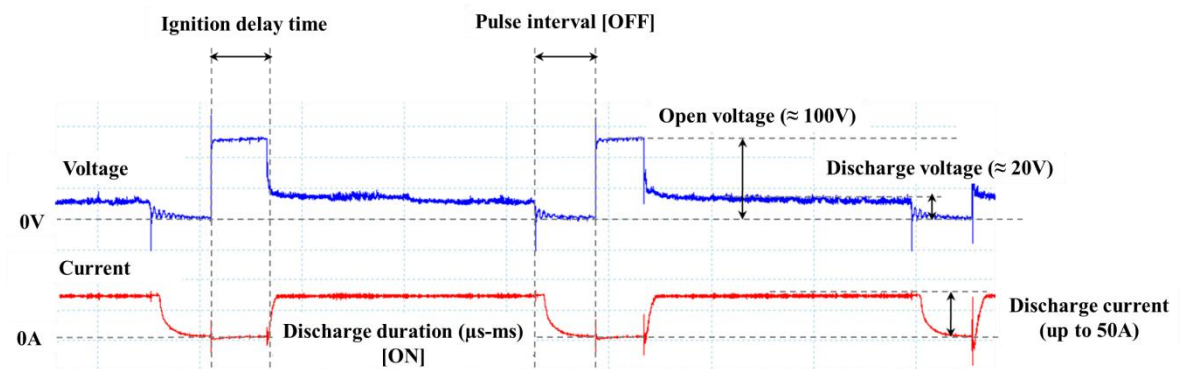 Ignition delay time
Pulse interval [OFF]
Open voltage (≈ 100V)
Voltage
Discharge voltage (≈ 20V)
0V
Current
Discharge duration (μs-ms)
[ON]
Discharge current
(up to 50A)
0A